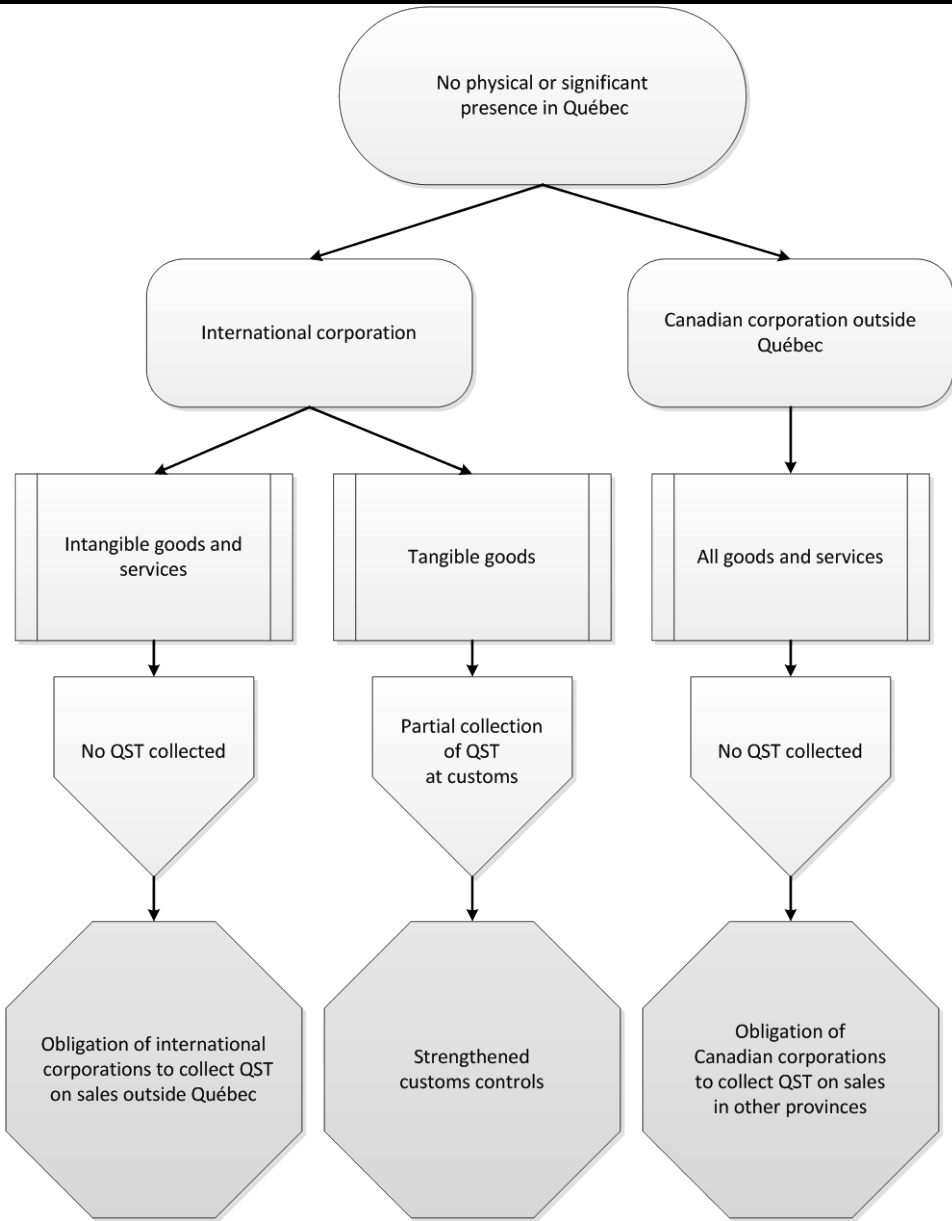 No physical or significant
presence in Québec
International corporation
Canadian corporation outside
Québec
Intangible goods and
services
Tangible goods
All goods and services
No QST collected
Partial collection
of QST
at customs
No QST collected
Obligation of international
corporations to collect QST
on sales outside Québec
Strengthened
customs controls
Obligation of
Canadian corporations
to collect QST on sales
in other provinces